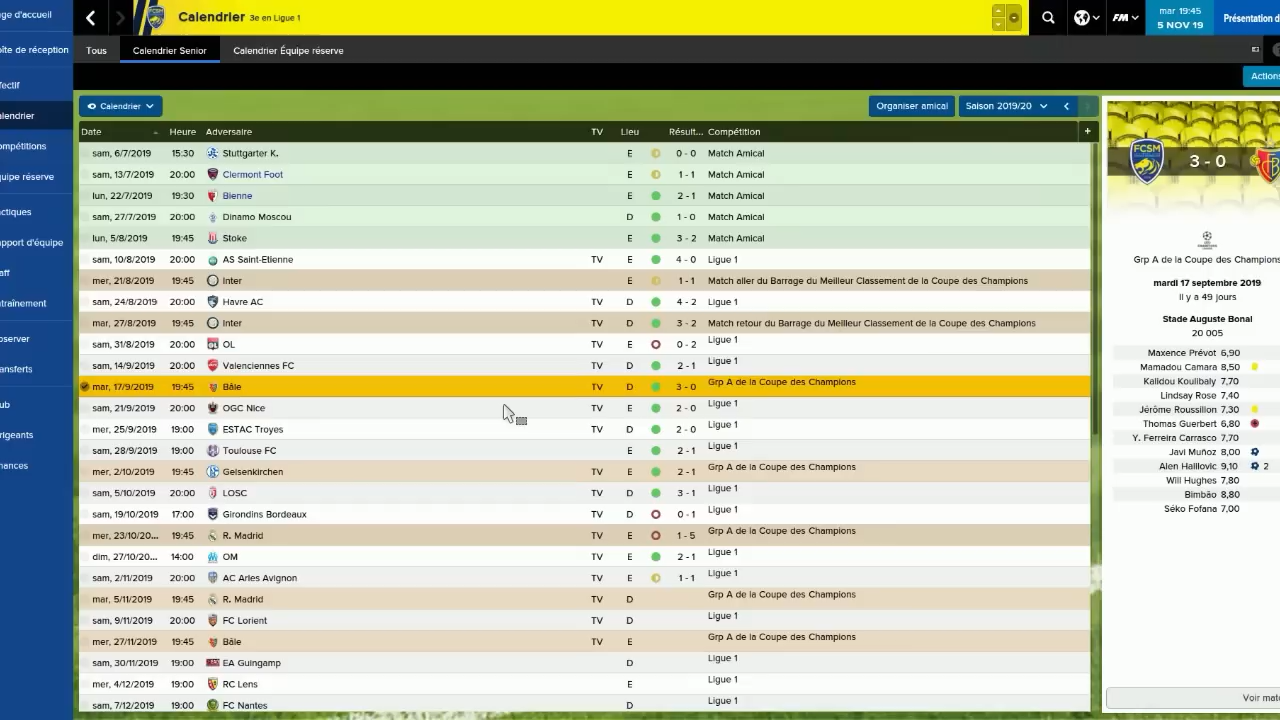 ge d'accueil
oîte de réception
fectif
alendrier
ompétitions
quipe réserve
ctiques
apport d'équipe
aff
traînement
bserver
ansferts
ub
rigeants
nances
Calendrier 3e en Ligue 1
FM
mar 19:45
5 NOV 19
Présentation d
Tous Calendrier Senior Calendrier Équipe réserve
Actions
Calendrier Organiser amical Saison 2019/20
Date Heure Adversaire TV Lieu Résult... Compétition +
sam, 6/7/2019 15:30 Stuttgarter K. E 0 - 0 Match Amical
sam, 13/7/2019 20:00 Clermont Foot E 1 - 1 Match Amical
lun, 22/7/2019 19:30 Bienne E 2 - 1 Match Amical
sam, 27/7/2019 20:00 Dinamo Moscou D 1 - 0 Match Amical
lun, 5/8/2019 19:45 Stoke E 3 - 2 Match Amical
sam, 10/8/2019 20:00 AS Saint-Etienne TV E 4 - 0 Ligue 1
mer, 21/8/2019 19:45 Inter E 1 - 1 Match aller du Barrage du Meilleur Classement de la Coupe des Champions
sam, 24/8/2019 20:00 Havre AC TV D 4 - 2 Ligue 1
mar, 27/8/2019 19:45 Inter TV D 3 - 2 Match retour du Barrage du Meilleur Classement de la Coupe des Champions
sam, 31/8/2019 20:00 OL TV E 0 - 2 Ligue 1
sam, 14/9/2019 20:00 Valenciennes FC TV D 2 - 1 Ligue 1
mar, 17/9/2019 19:45 Bâle TV D 3 - 0 Grp A de la Coupe des Champions
sam, 21/9/2019 20:00 OGC Nice TV E 2 - 0 Ligue 1
mer, 25/9/2019 19:00 ESTAC Troyes TV D 2 - 0 Ligue 1
sam, 28/9/2019 19:00 Toulouse FC E 2 - 1 Ligue 1
mer, 2/10/2019 19:45 Gelsenkirchen TV E 2 - 1 Grp A de la Coupe des Champions
sam, 5/10/2019 20:00 LOSC TV D 3 - 1 Ligue 1
sam, 19/10/2019 17:00 Girondins Bordeaux TV D 0 - 1 Ligue 1
mer, 23/10/20... 19:45 R. Madrid TV E 1 - 5 Grp A de la Coupe des Champions
dim, 27/10/20... 14:00 OM TV E 2 - 1 Ligue 1
sam, 2/11/2019 20:00 AC Arles Avignon TV E 1 - 1 Ligue 1
mar, 5/11/2019 19:45 R. Madrid TV D Grp A de la Coupe des Champions
sam, 9/11/2019 20:00 FC Lorient TV D Ligue 1
mer, 27/11/2019 19:45 Bâle TV E Grp A de la Coupe des Champions
sam, 30/11/2019 19:00 EA Guingamp D Ligue 1
mer, 4/12/2019 19:00 RC Lens E Ligue 1
sam, 7/12/2019 19:00 FC Nantes D Ligue 1
FCSM 3 - 0
Grp A de la Coupe des Champions
mardi 17 septembre 2019
Il y a 49 jours
Stade Auguste Bonal
20 005
Maxence Prévot 6,90
Mamadou Camara 8,50
Kalidou Koulibaly 7,70
Lindsay Rose 7,40
Jérôme Roussillon 7,30
Thomas Guerbert 6,80
Y. Ferreira Carrasco 7,70
Javi Muñoz 8,00
Alen Halilovic 9,10 2
Will Hughes 7,80
Bimbão 8,80
Séko Fofana 7,00
Voir mat